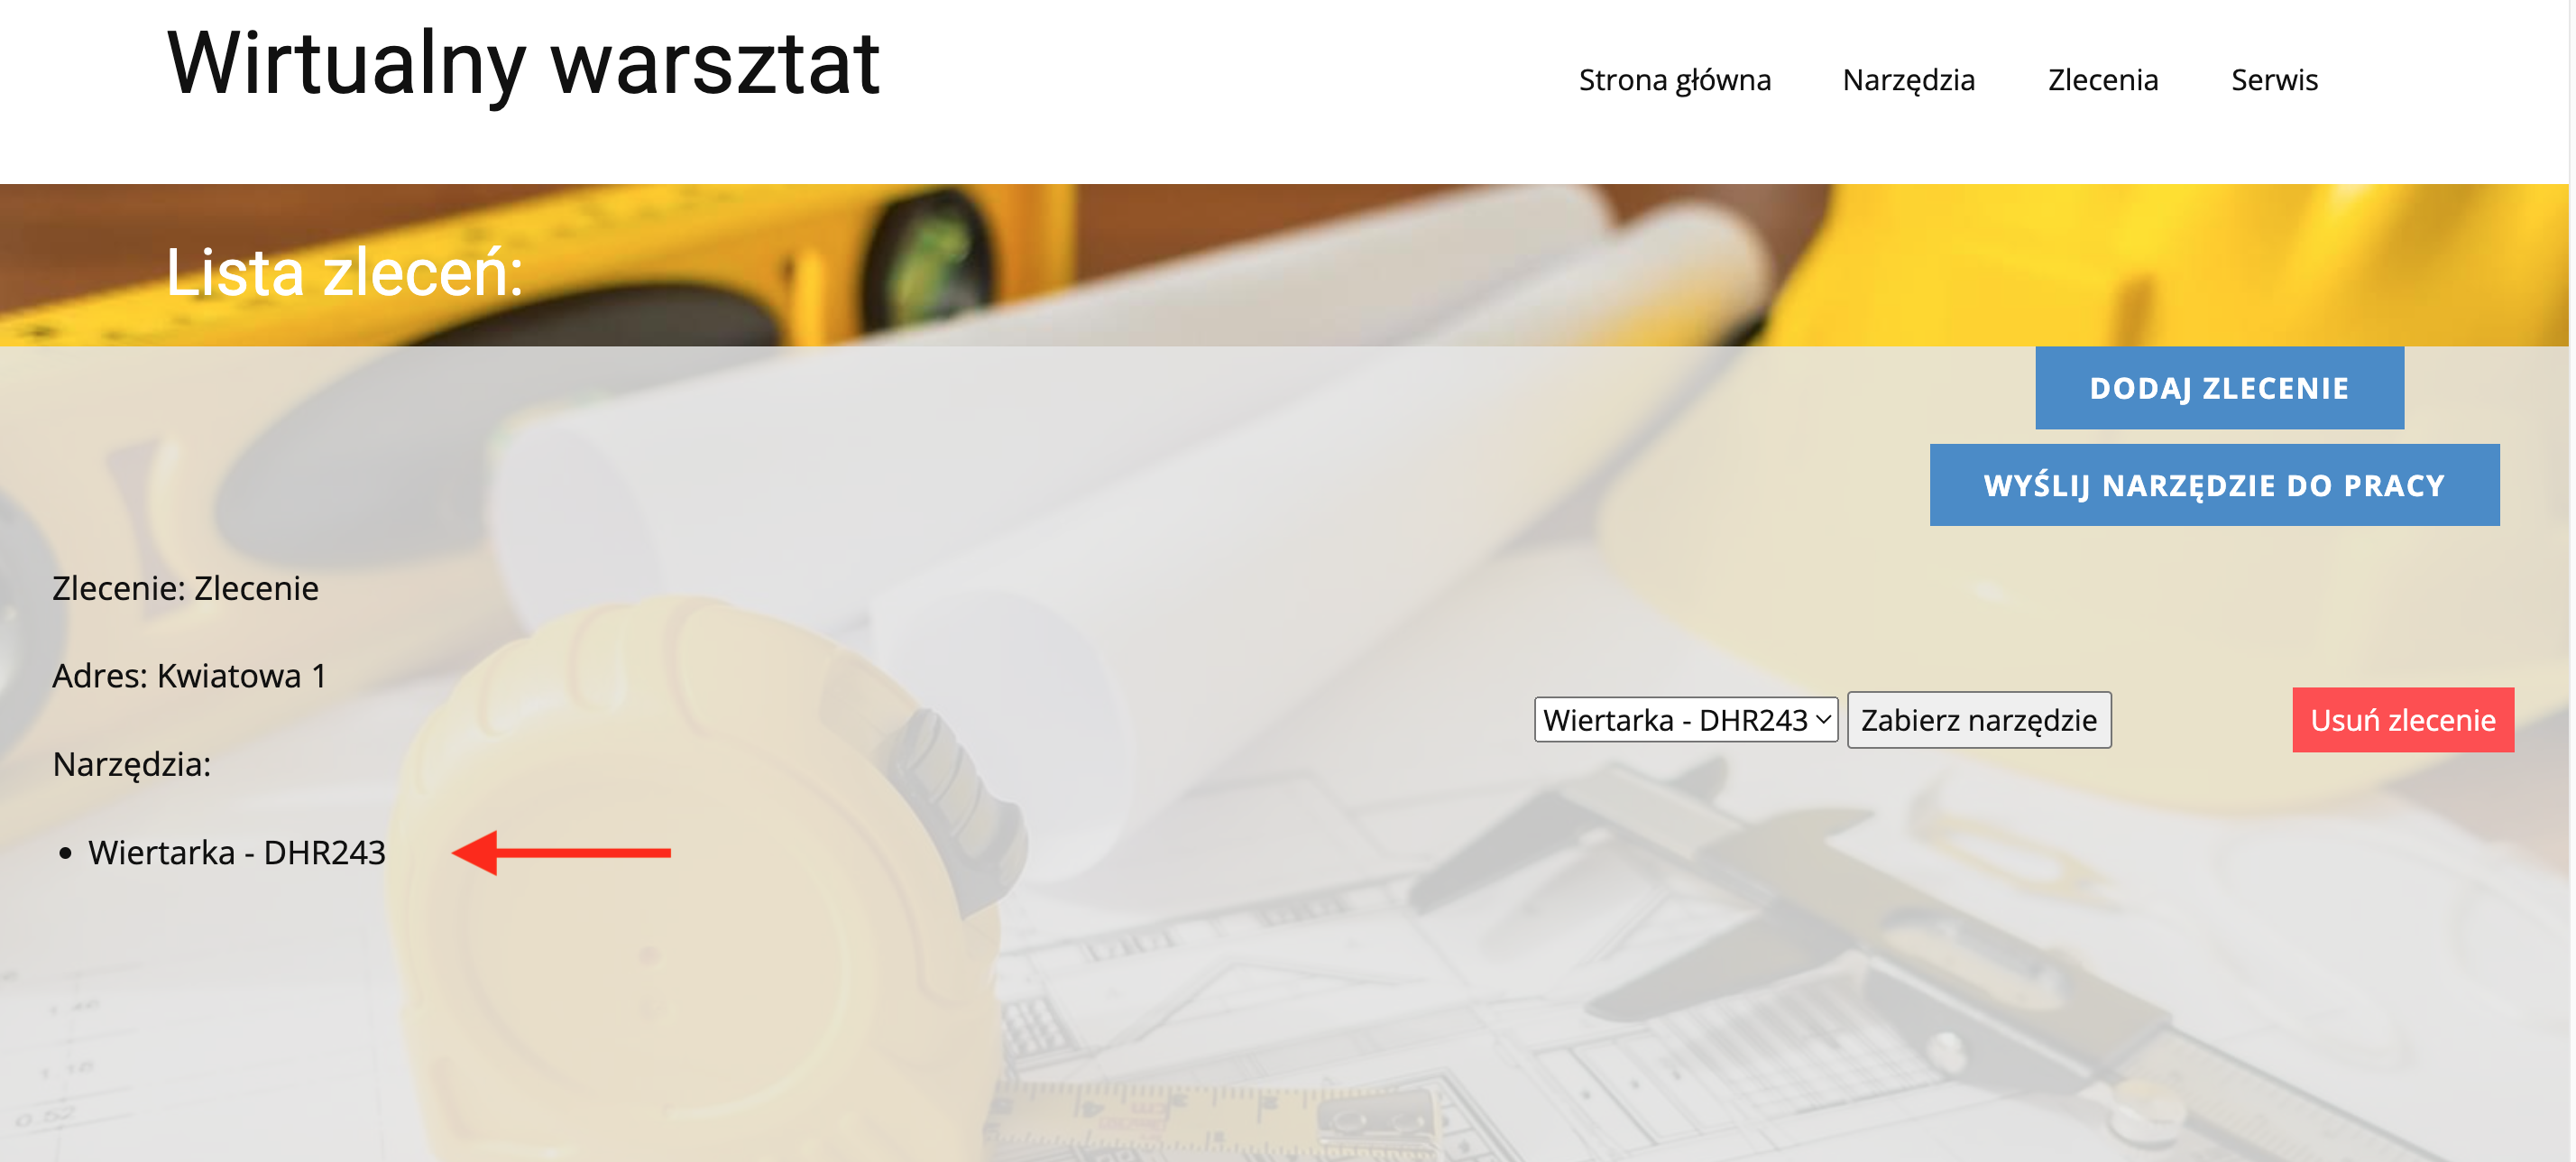 Wirtualny warsztat
Strona główna Narzędzia Zlecenia Serwis
Lista zleceń:
DODAJ ZLECENIE
WYŚLIJ NARZĘDZIE DO PRACY
Zlecenie: Zlecenie
Adres: Kwiatowa 1
Wiertarka - DHR243 Zabierz narzędzie Usuń zlecenie
Narzędzia:
• Wiertarka - DHR243